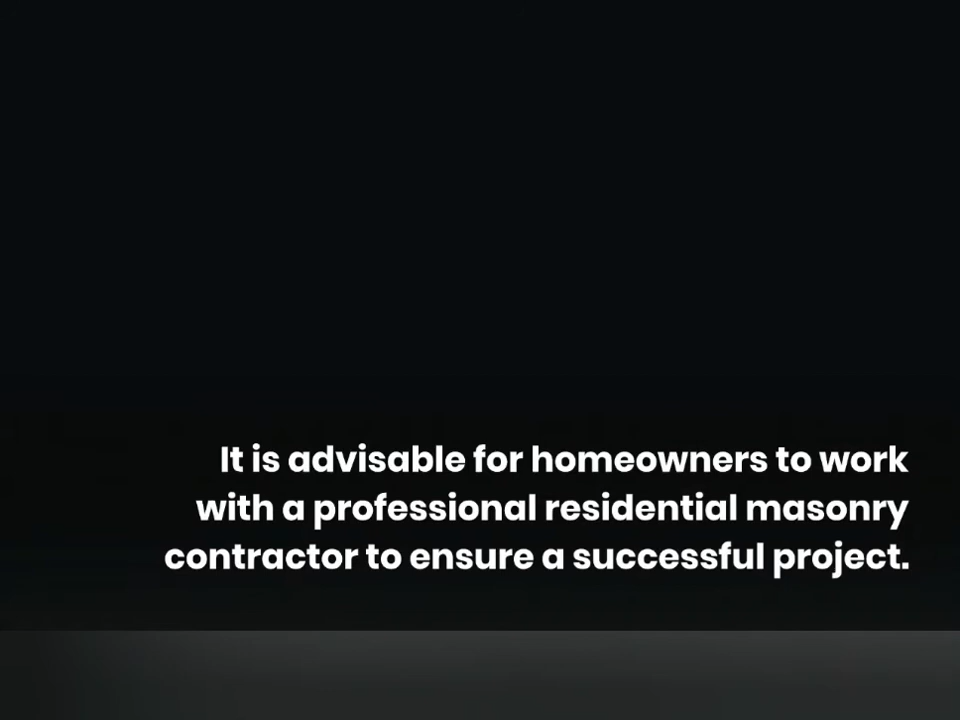 It is advisable for homeowners to work
with a professional residential masonry
contractor to ensure a successful project.